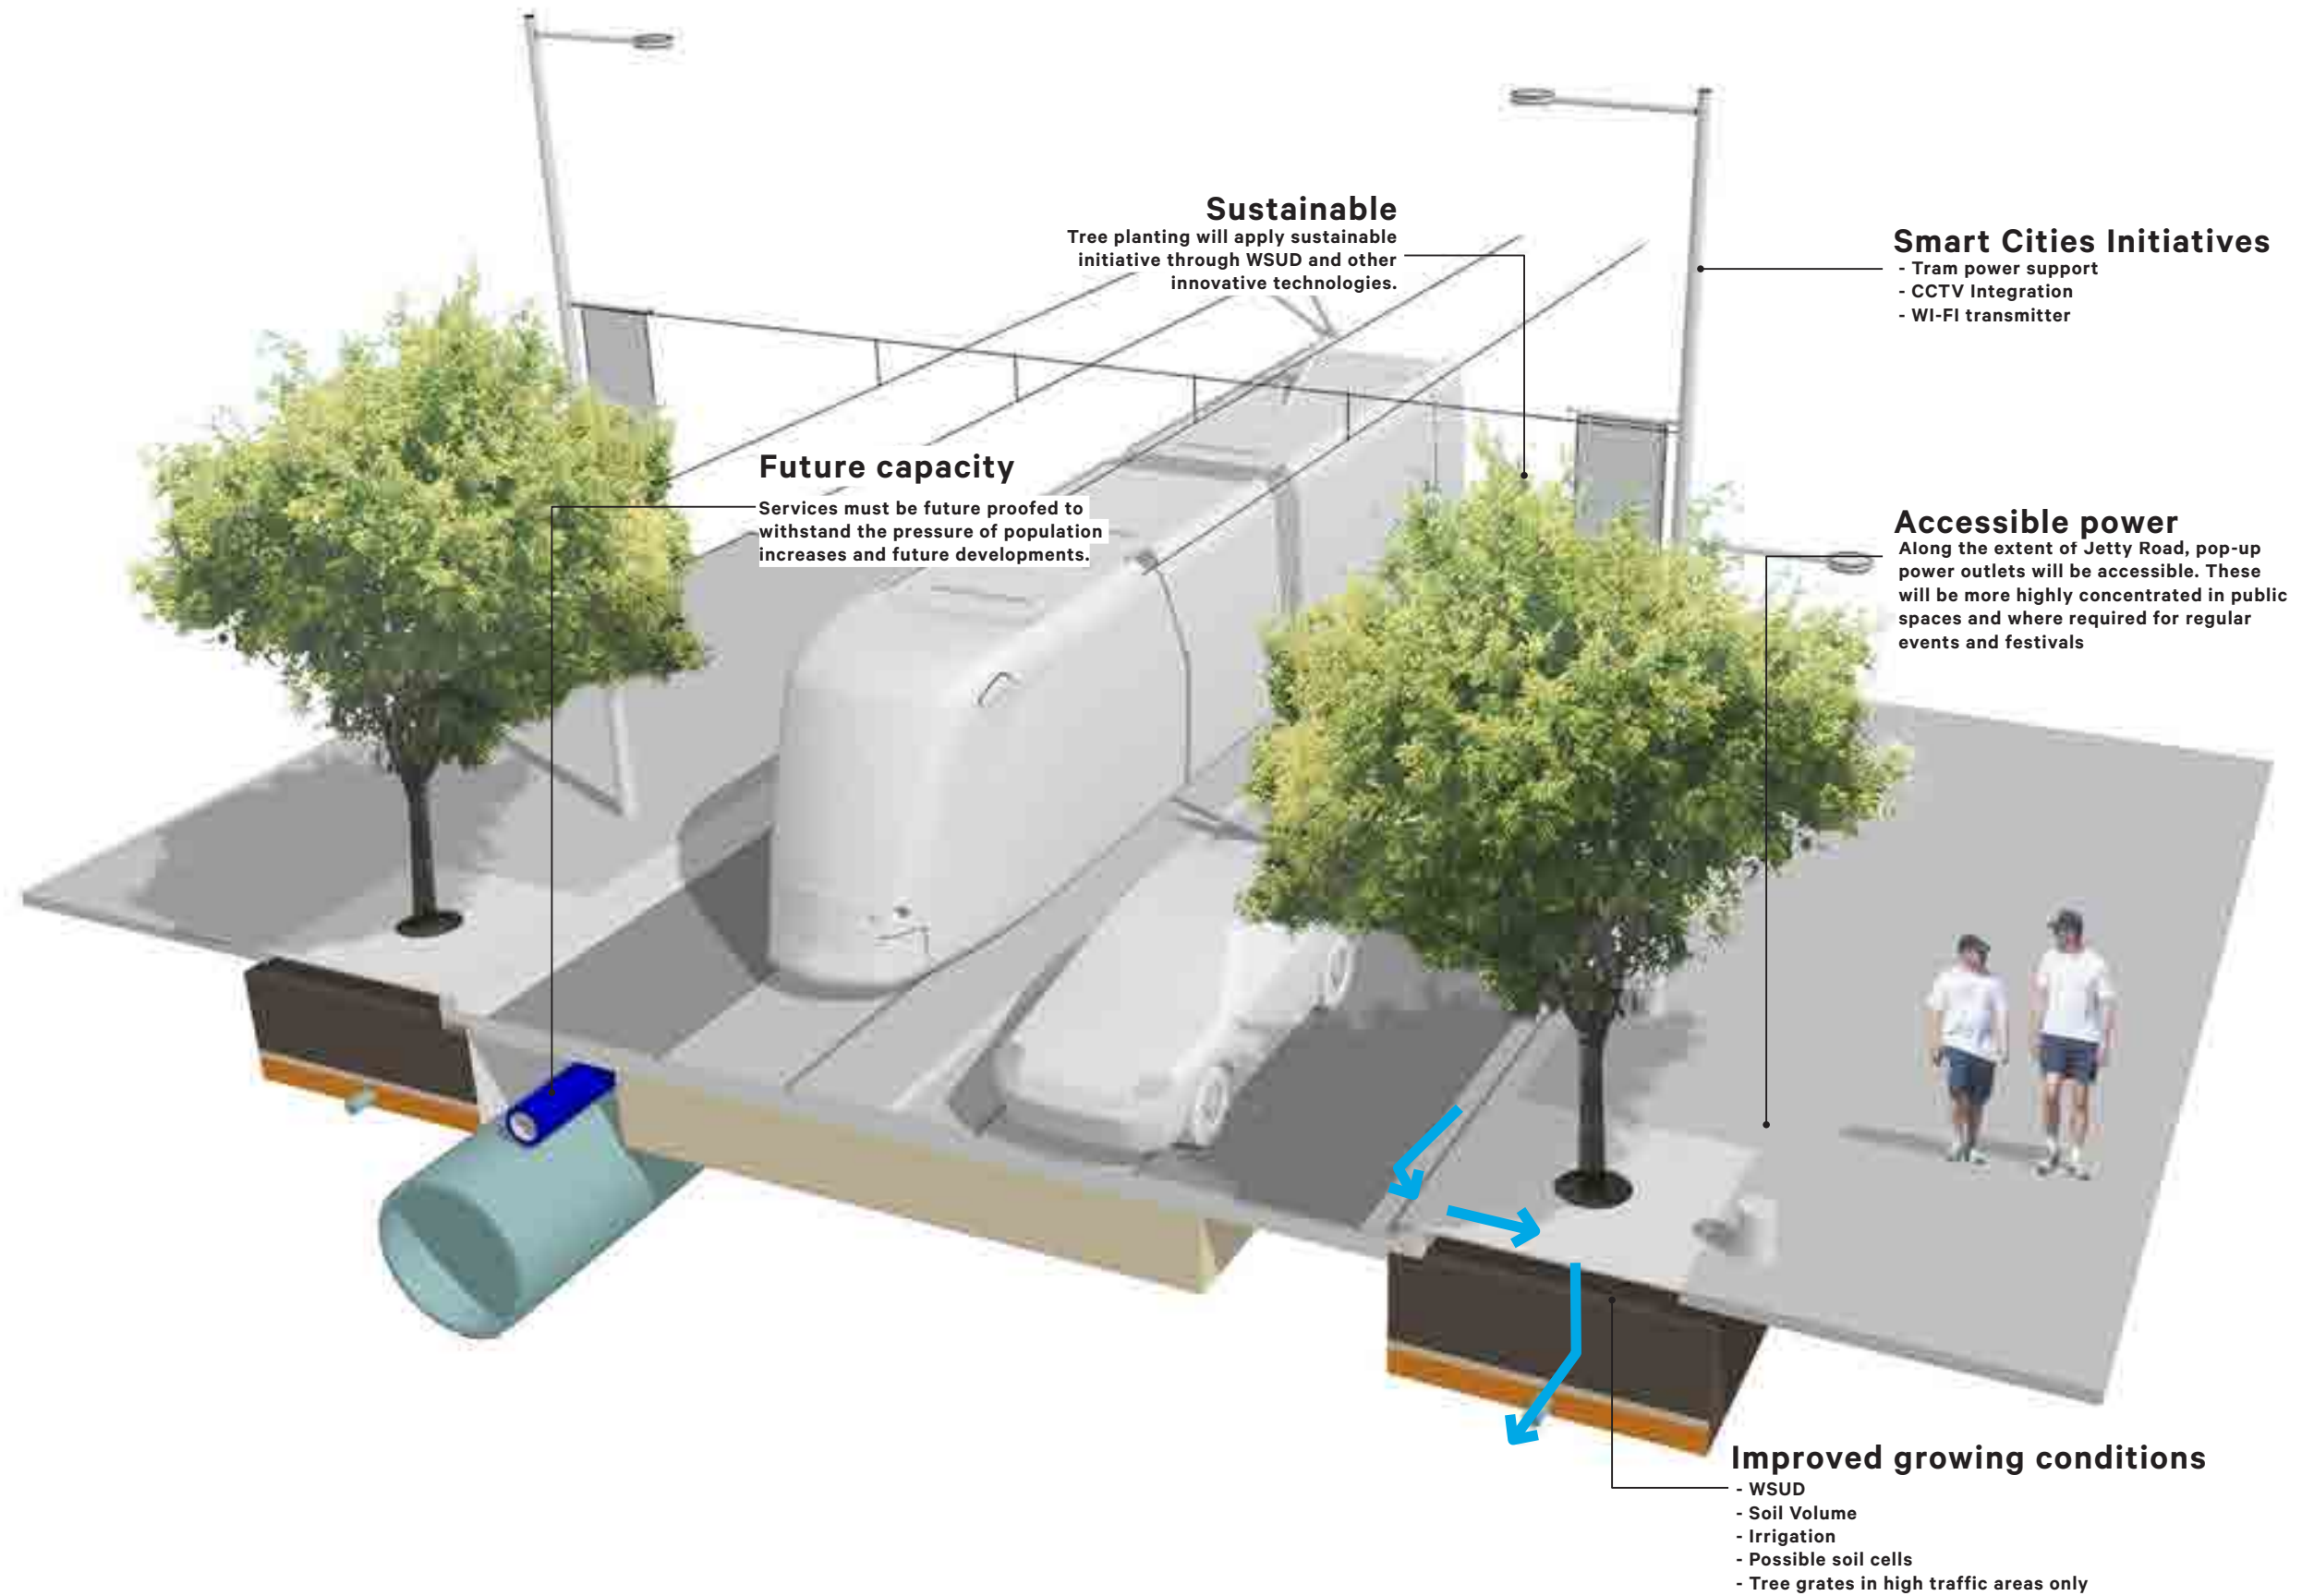 Sustainable
Tree planting will apply sustainable
initiative through WSUD and other
innovative technologies.
Smart Cities Initiatives
- Tram power support
- CCTV Integration
- WI-FI transmitter
Future capacity
Services must be future proofed to
withstand the pressure of population
increases and future developments.
Accessible power
Along the extent of Jetty Road, pop-up
power outlets will be accessible. These
will be more highly concentrated in public
spaces and where required for regular
events and festivals
Improved growing conditions
- WSUD
- Soil Volume
- Irrigation
- Possible soil cells
- Tree grates in high traffic areas only